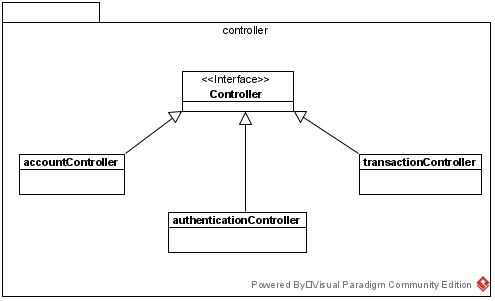 controller
<<Interface>>
Controller
accountController
transactionController
authenticationController
Powered By Visual Paradigm Community Edition